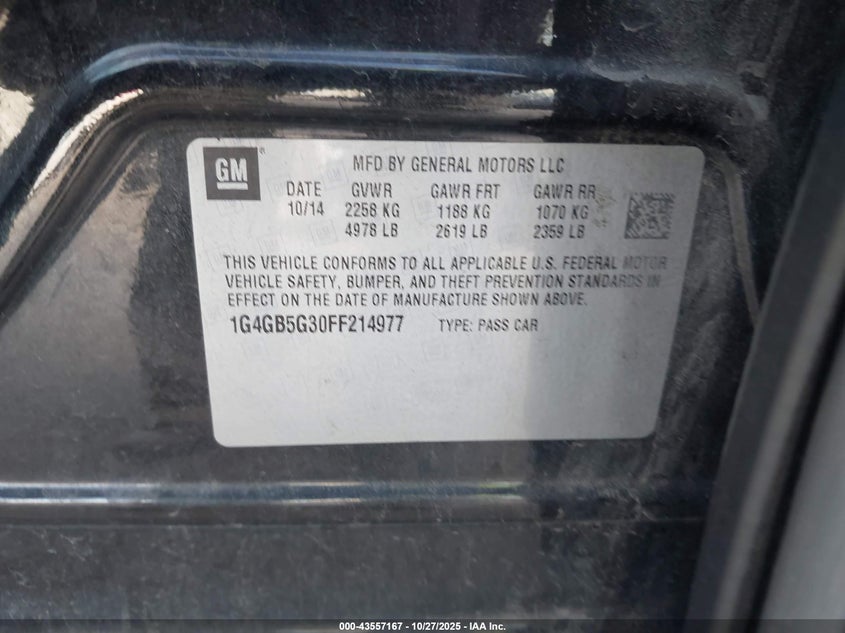 GM ®
MFD BY GENERAL MOTORS LLC
DATE GVWR GAWR FRT GAWR RR
10/14 2258 KG 1188 KG 1070 KG
4978 LB 2619 LB 2359 LB
THIS VEHICLE CONFORMS TO ALL APPLICABLE U.S. FEDERAL MOTOR
VEHICLE SAFETY, BUMPER, AND THEFT PREVENTION STANDARDS IN
EFFECT ON THE DATE OF MANUFACTURE SHOWN ABOVE.
1G4GB5G30FF214977 TYPE: PASS CAR
000-43557167 - 10/27/2025 - IAA Inc.